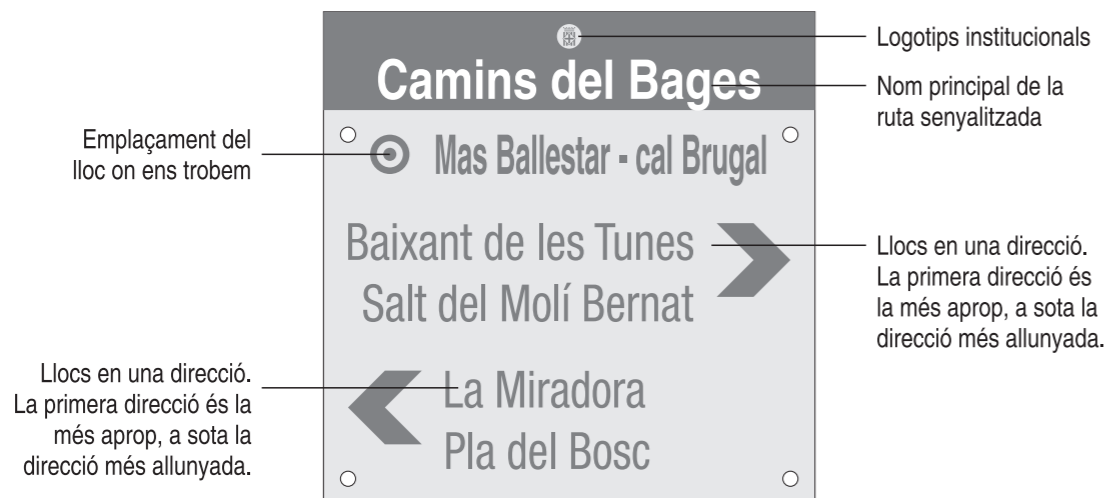 Logotips institucionals
Camins del Bages
Nom principal de la
ruta senyalitzada
Emplaçament del
lloc on ens trobem
Mas Ballestar - cal Brugal
Baixant de les Tunes
Salt del Molí Bernat
Llocs en una direcció.
La primera direcció és
la més aprop, a sota la
direcció més allunyada.
Llocs en una direcció.
La primera direcció és la
més aprop, a sota la
direcció més allunyada.
La Miradora
Pla del Bosc